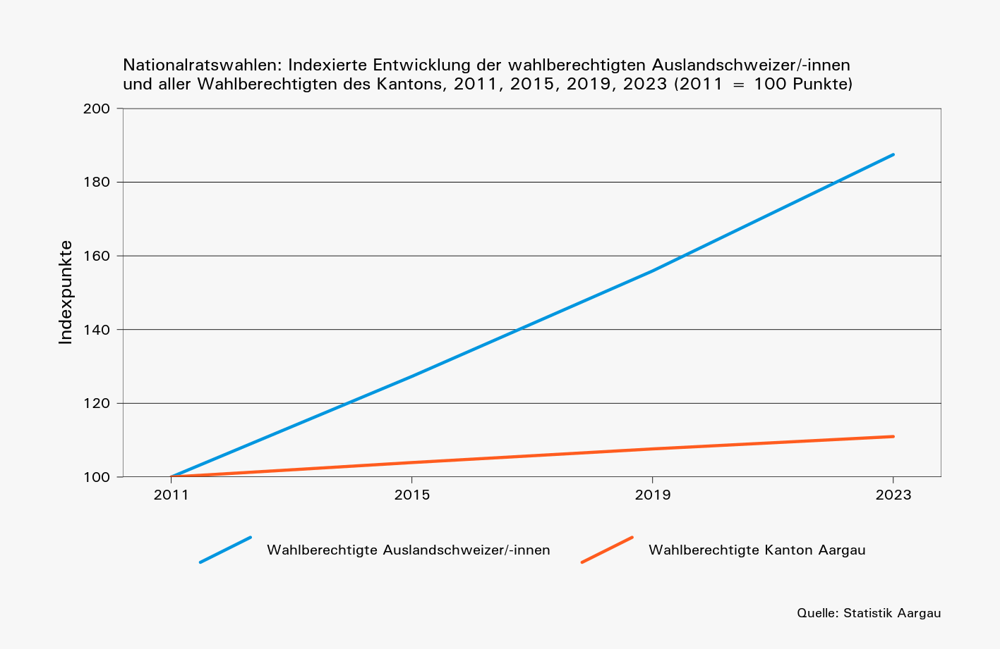 Nationalratswahlen: Indexierte Entwicklung der wahlberechtigten Auslandschweizer/-innen
und aller Wahlberechtigten des Kantons, 2011, 2015, 2019, 2023 (2011 = 100 Punkte)
200
180
160
140
120
100
Indexpunkte
2011 2015 2019 2023
Wahlberechtigte Auslandschweizer/-innen Wahlberechtigte Kanton Aargau
Quelle: Statistik Aargau